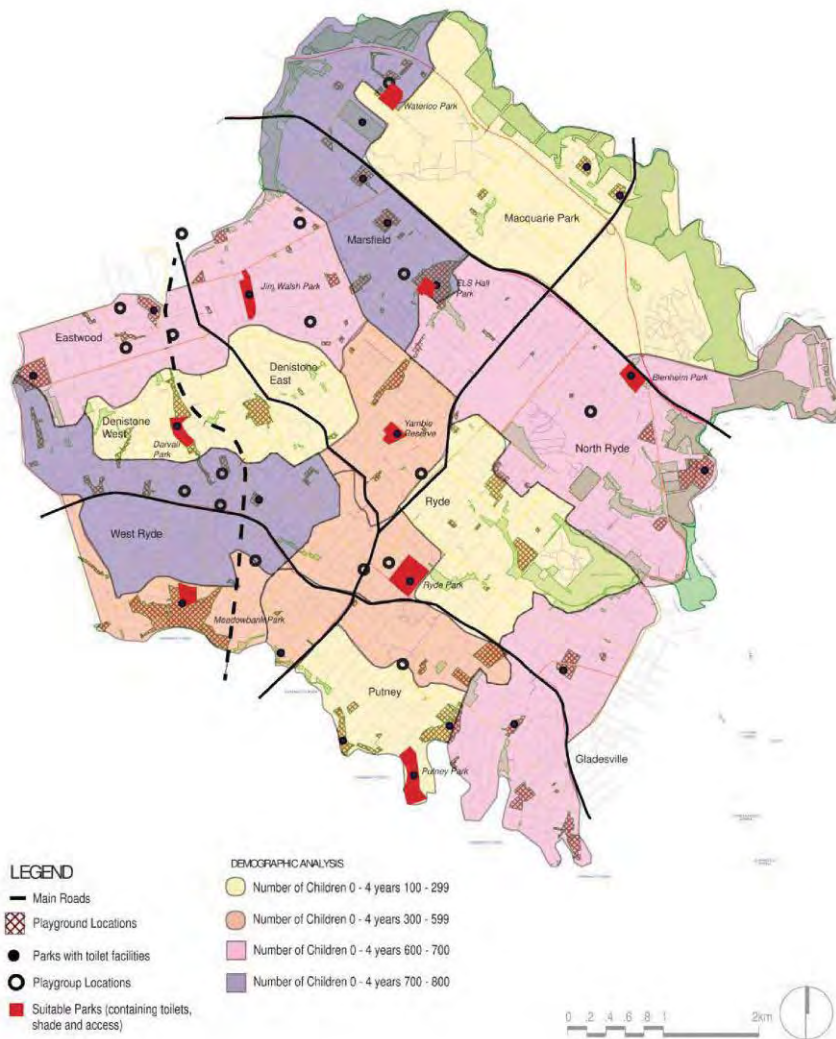 Waterloo Park
Macquarie Park
Marsfield
ELS Hall
Park
Jim Walsh Park
Eastwood
Denistone
East
Blenheim Park
Denistone
West
Darvall
Park
Yamble
Reserve
North Ryde
Ryde
West Ryde
Ryde Park
Meadowbank Park
Putney
Gladesville
Putney Park
LEGEND
Main Roads
Playground Locations
Parks with toilet facilities
Playgroup Locations
Suitable Parks (containing toilets,
shade and access)
DEMOGRAPHIC ANALYSIS
Number of Children 0 - 4 years 100 - 299
Number of Children 0 - 4 years 300 - 599
Number of Children 0 - 4 years 600 - 700
Number of Children 0 - 4 years 700 - 800
0 .2 .4 .6 .8 1 2km